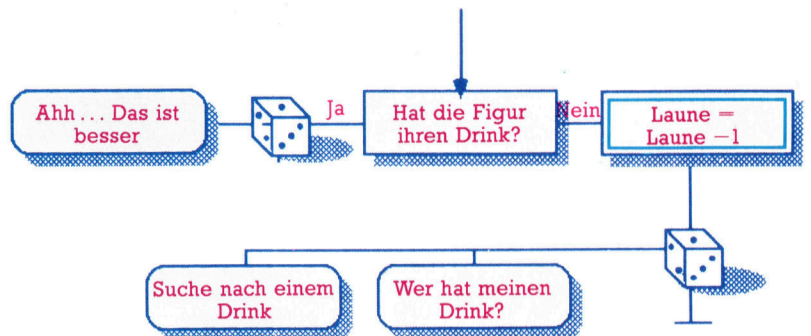 Ahh ... Das ist
besser
Ja
Hat die Figur
ihren Drink?
Nein
Laune =
Laune −1
Suche nach einem
Drink
Wer hat meinen
Drink?